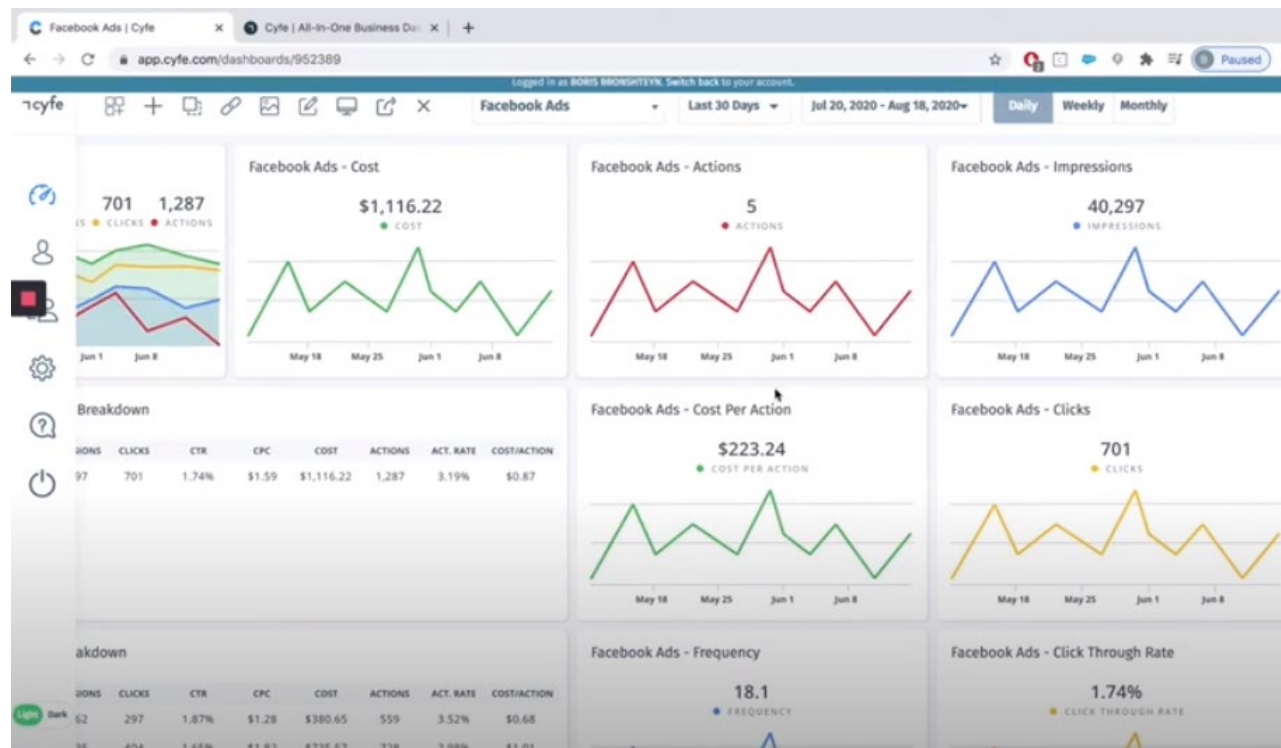 Facebook Ads | Cyfe
Cyfe | All-In-One Business Da
app.cyfe.com/dashboards/952389
Paused
Logged in as BORIS BRONSHTEYN. Switch back to your account.
cyfe
Facebook Ads
Last 30 Days
Jul 20, 2020 - Aug 18, 2020
Daily Weekly Monthly
701 1,287
CLICKS ACTIONS
Jun 1 Jun 8
Facebook Ads - Cost
$1,116.22
COST
May 18 May 25 Jun 1 Jun 8
Facebook Ads - Actions
5
ACTIONS
May 18 May 25 Jun 1 Jun 8
Facebook Ads - Impressions
40,297
IMPRESSIONS
May 18 May 25 Jun 1 Jun 8
Breakdown
IONS CLICKS CTR CPC COST ACTIONS ACT. RATE COST/ACTION
97 701 1.74% $1.59 $1,116.22 1,287 3.19% $0.87
Facebook Ads - Cost Per Action
$223.24
COST PER ACTION
May 18 May 25 Jun 1 Jun 8
Facebook Ads - Clicks
701
CLICKS
May 18 May 25 Jun 1 Jun 8
akdown
IONS CLICKS CTR CPC COST ACTIONS ACT. RATE COST/ACTION
62 297 1.87% $1.28 $380.65 559 3.52% $0.68
Facebook Ads - Frequency
18.1
FREQUENCY
Facebook Ads - Click Through Rate
1.74%
CLICK THROUGH RATE
Light Dark